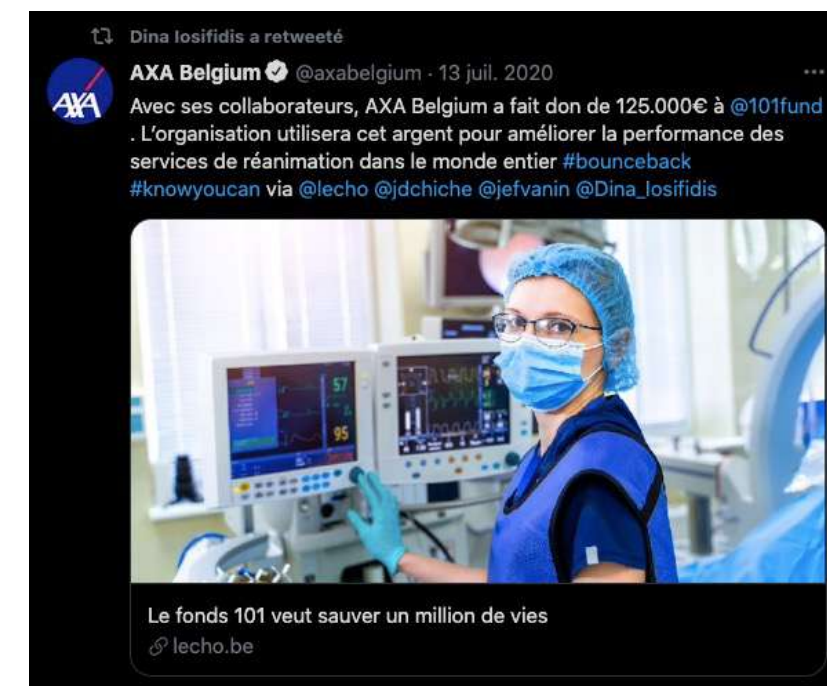 Dina Iosifidis a retweeté
AXA Belgium @axabelgium · 13 juil. 2020
AXA
Avec ses collaborateurs, AXA Belgium a fait don de 125.000€ à @101fund
. L’organisation utilisera cet argent pour améliorer la performance des
services de réanimation dans le monde entier #bounceback
#knowyoucan via @lecho @jdchiche @jefvanin @Dina_Iosifidis
57
95
Le fonds 101 veut sauver un million de vies
lecho.be